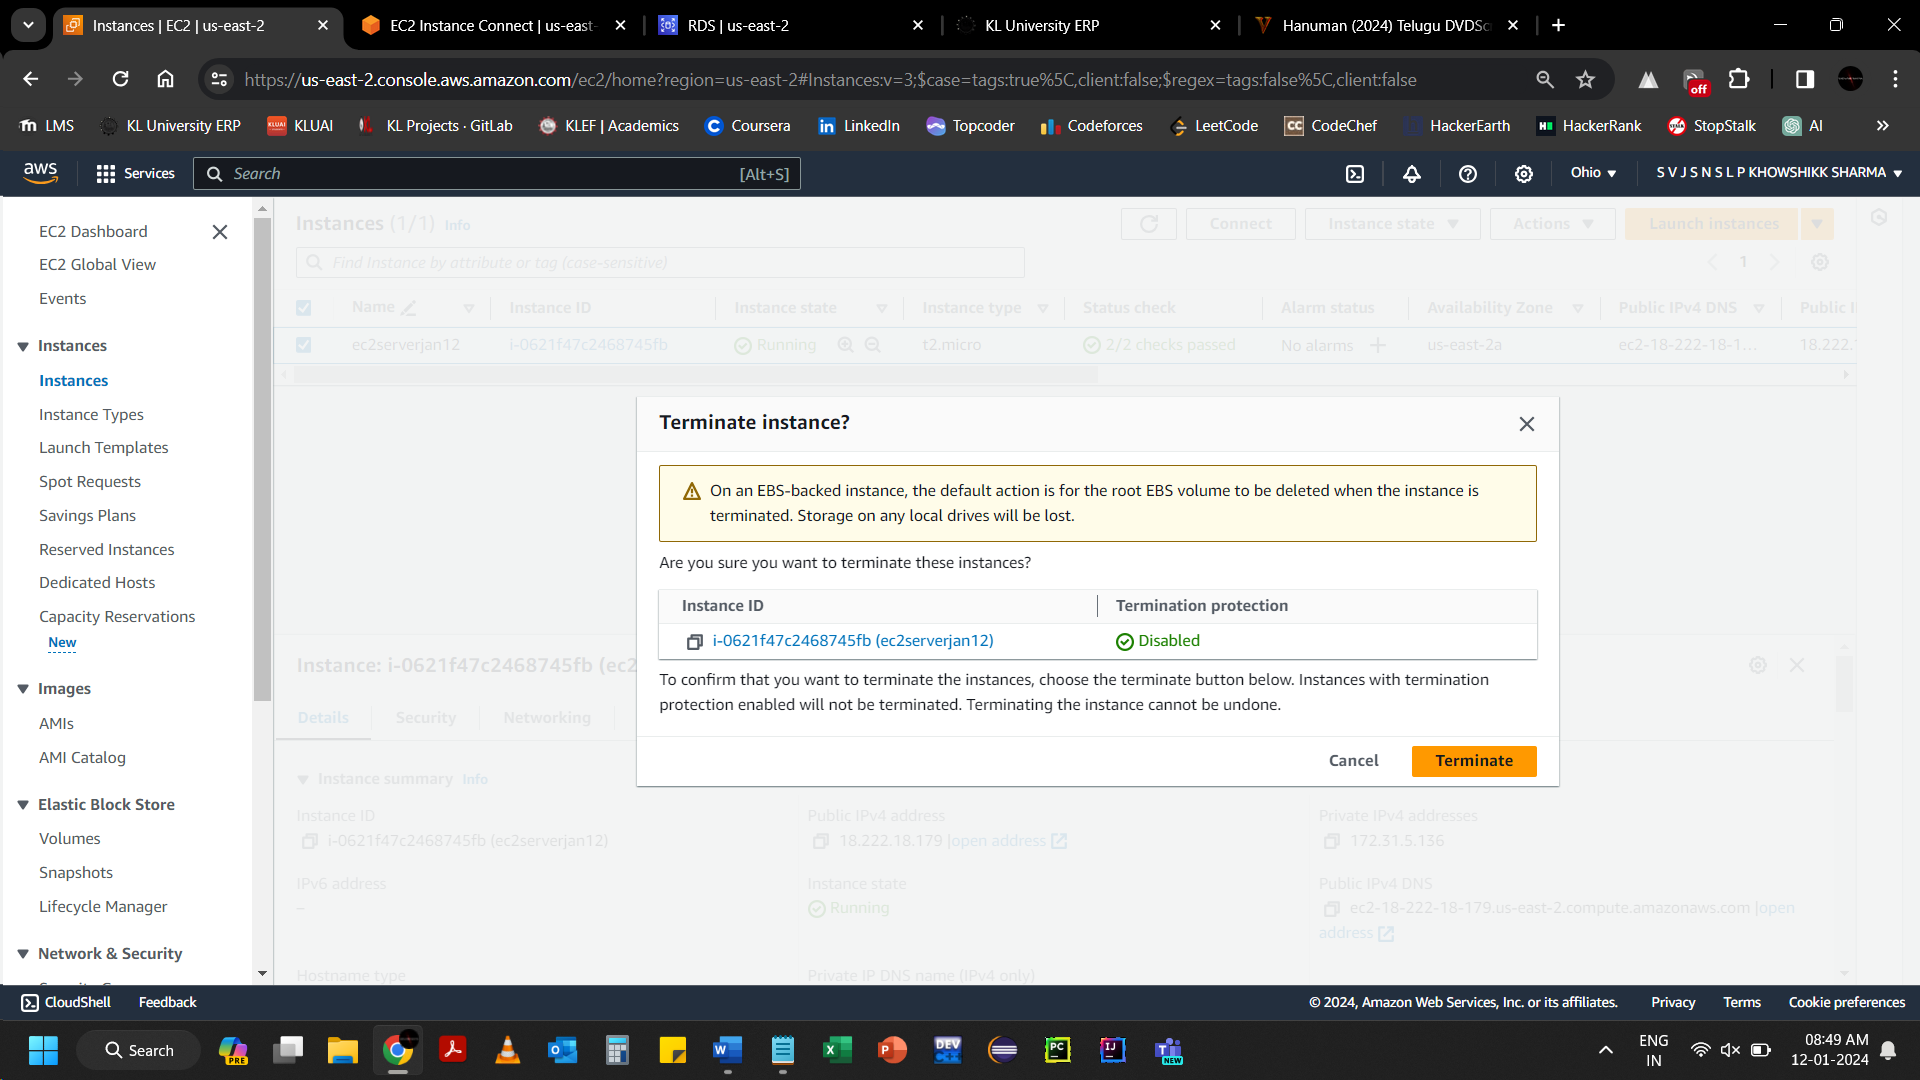 Instances | EC2 | us-east-2
EC2 Instance Connect | us-east-
RDS | us-east-2
KL University ERP
Hanuman (2024) Telugu DVDSc
https://us-east-2.console.aws.amazon.com/ec2/home?region=us-east-2#Instances:v=3;$case=tags:true%5C,client:false;$regex=tags:false%5C,client:false
off
LMS
KL University ERP
KLUAI
KLUAI
KL Projects · GitLab
KLEF | Academics
Coursera
LinkedIn
Topcoder
Codeforces
LeetCode
CC CodeChef
HackerEarth
HackerRank
StopStalk
AI
aws
Services
Search
[Alt+S]
Ohio
S V J S N S L P KHOWSHIKK SHARMA
EC2 Dashboard
EC2 Global View
Events
Instances
Instances
Instance Types
Launch Templates
Spot Requests
Savings Plans
Reserved Instances
Dedicated Hosts
Capacity Reservations
New
Images
AMIs
AMI Catalog
Elastic Block Store
Volumes
Snapshots
Lifecycle Manager
Network & Security
Instances (1/1) Info
Connect
Instance state
Actions
Launch instances
Find Instance by attribute or tag (case-sensitive)
1
Name
Instance ID
Instance state
Instance type
Status check
Alarm status
Availability Zone
Public IPv4 DNS
Public I
ec2serverjan12
i-0621f47c2468745fb
Running
t2.micro
2/2 checks passed
No alarms
us-east-2a
ec2-18-222-18-1...
18.222.
Terminate instance?
On an EBS-backed instance, the default action is for the root EBS volume to be deleted when the instance is
terminated. Storage on any local drives will be lost.
Are you sure you want to terminate these instances?
Instance ID
Termination protection
i-0621f47c2468745fb (ec2serverjan12)
Disabled
To confirm that you want to terminate the instances, choose the terminate button below. Instances with termination
protection enabled will not be terminated. Terminating the instance cannot be undone.
Cancel
Terminate
Instance: i-0621f47c2468745fb (ec2
Details
Security
Networking
Instance summary Info
Instance ID
i-0621f47c2468745fb (ec2serverjan12)
Public IPv4 address
18.222.18.179 |open address
Private IPv4 addresses
172.31.5.136
IPv6 address
–
Instance state
Running
Public IPv4 DNS
ec2-18-222-18-179.us-east-2.compute.amazonaws.com |open
address
Hostname type
Private IP DNS name (IPv4 only)
CloudShell
Feedback
© 2024, Amazon Web Services, Inc. or its affiliates.
Privacy
Terms
Cookie preferences
Search
PRE
DEV
PC
IJ
NEW
ENG
IN
08:49 AM
12-01-2024